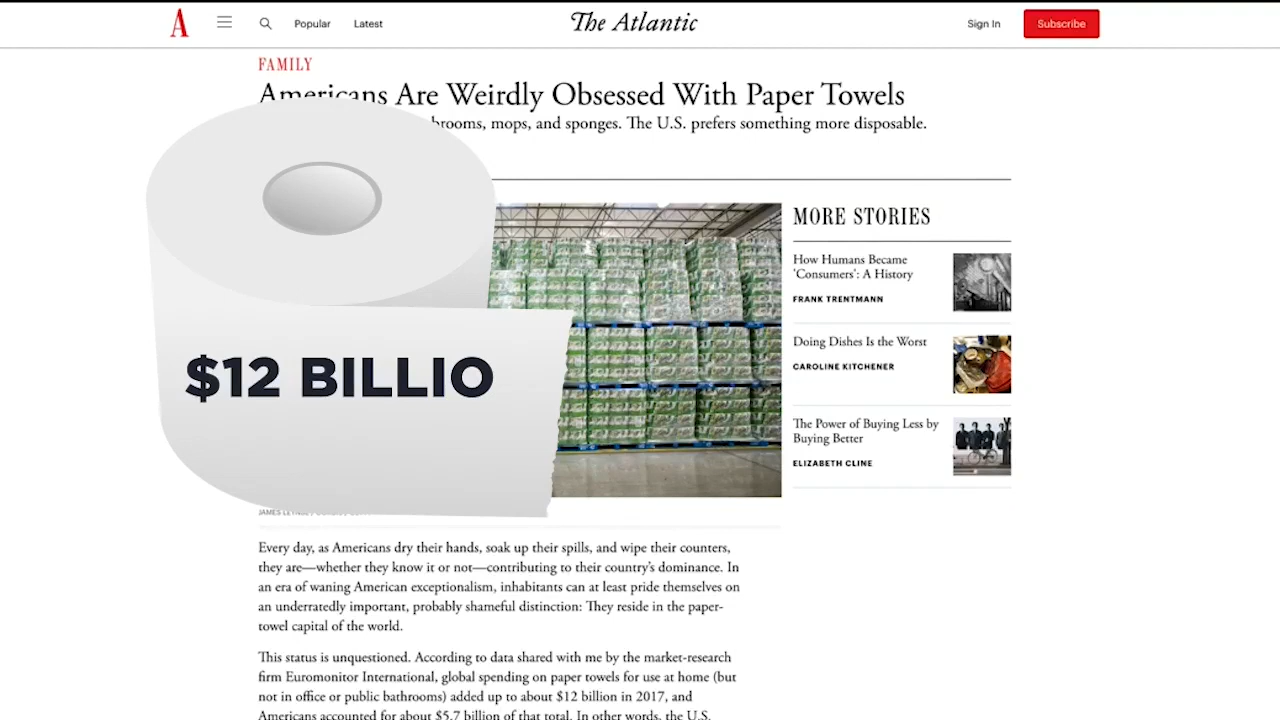 A Popular Latest The Atlantic Sign In Subscribe
FAMILY
Americans Are Weirdly Obsessed With Paper Towels
brooms, mops, and sponges. The U.S. prefers something more disposable.
$12 BILLIO
MORE STORIES
How Humans Became
'Consumers': A History
FRANK TRENTMANN
Doing Dishes Is the Worst
CAROLINE KITCHENER
The Power of Buying Less by
Buying Better
ELIZABETH CLINE
JAMES
Every day, as Americans dry their hands, soak up their spills, and wipe their counters,
they are—whether they know it or not—contributing to their country's dominance. In
an era of waning American exceptionalism, inhabitants can at least pride themselves on
an underratedly important, probably shameful distinction: They reside in the paper-
towel capital of the world.
This status is unquestioned. According to data shared with me by the market-research
firm Euromonitor International, global spending on paper towels for use at home (but
not in office or public bathrooms) added up to about $12 billion in 2017, and
Americans accounted for about $5.7 billion of that total. In other words, the U.S.